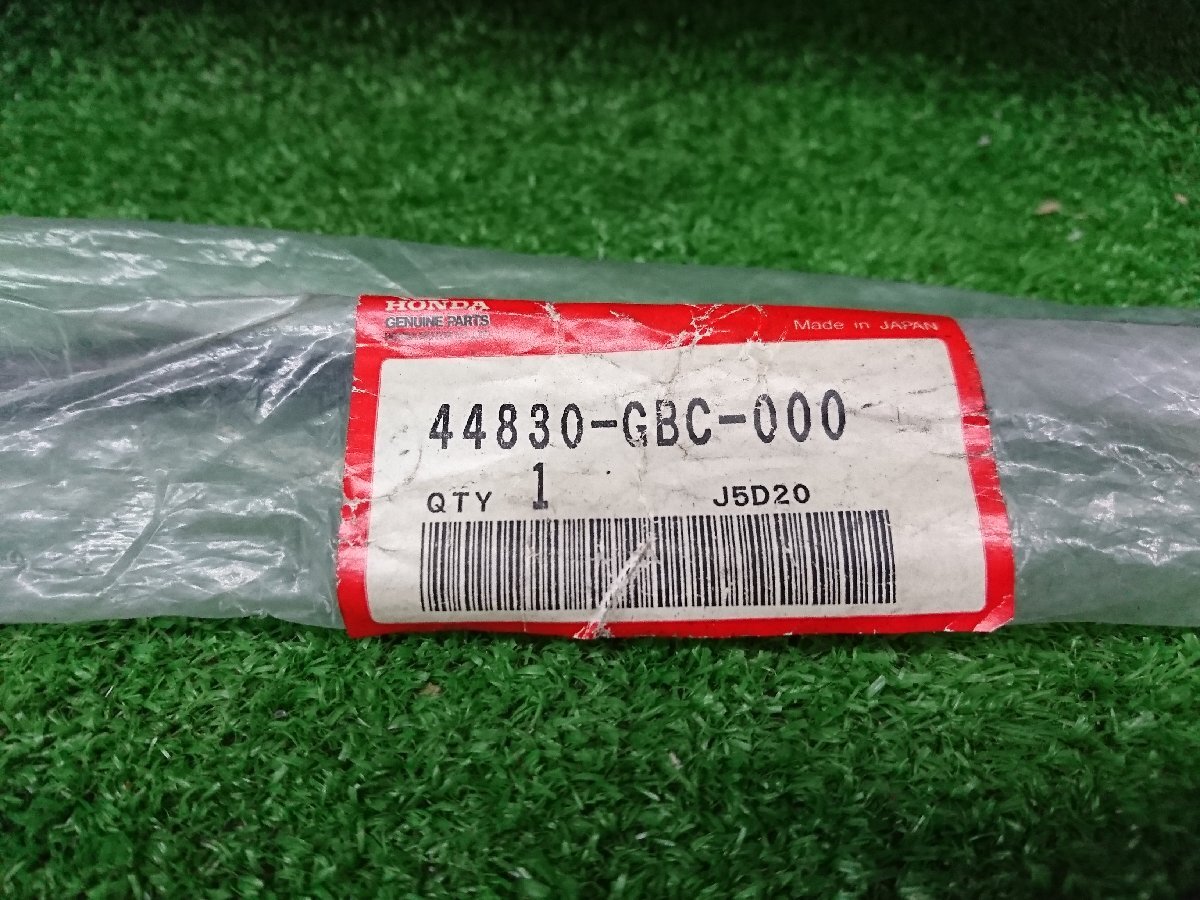 HONDA
GENUINE PARTS
Made in JAPAN
44830-GBC-000
QTY 1 J5D20